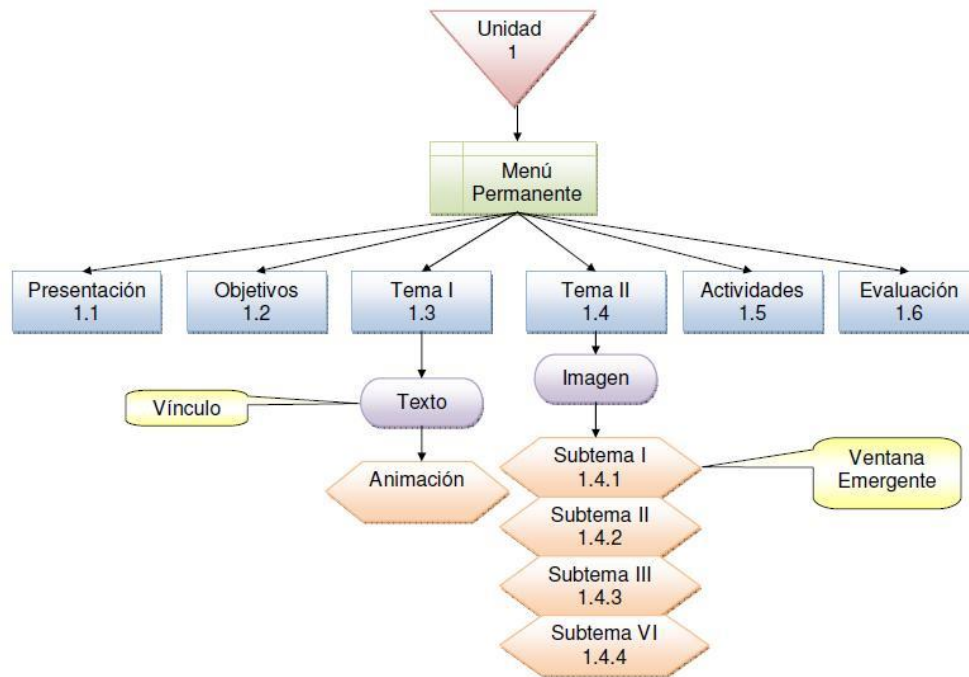 Unidad
1
Menú
Permanente
Presentación
1.1
Objetivos
1.2
Tema I
1.3
Tema II
1.4
Actividades
1.5
Evaluación
1.6
Vínculo
Texto
Imagen
Animación
Subtema I
1.4.1
Ventana
Emergente
Subtema II
1.4.2
Subtema III
1.4.3
Subtema VI
1.4.4